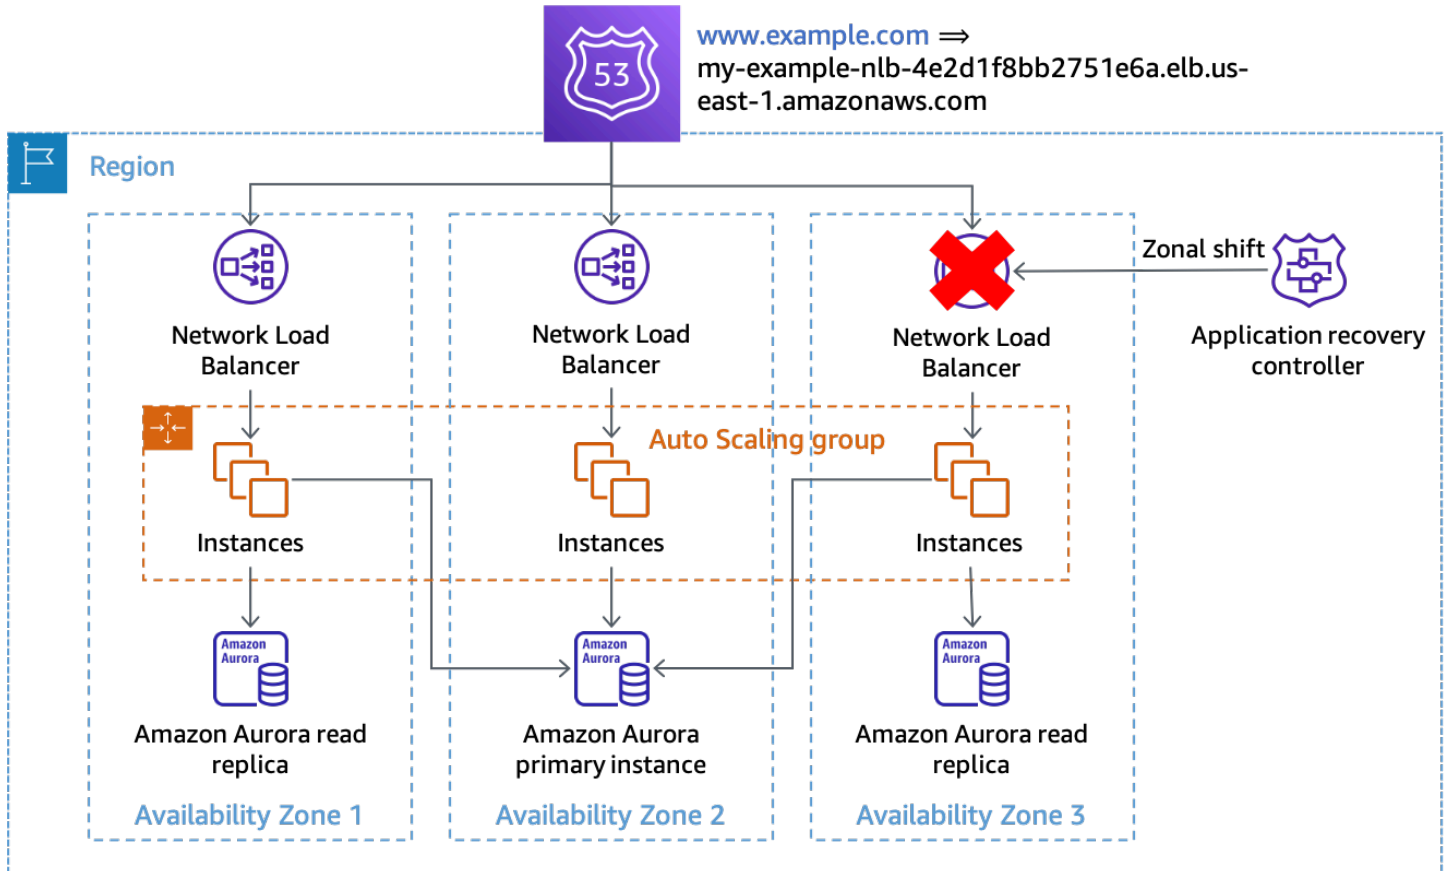 53
www.example.com ⟹
my-example-nlb-4e2d1f8bb2751e6a.elb.us-
east-1.amazonaws.com
Region
Zonal shift
Network Load
Balancer
Network Load
Balancer
Network Load
Balancer
Application recovery
controller
Auto Scaling group
Instances
Instances
Instances
Amazon
Aurora
Amazon
Aurora
Amazon
Aurora
Amazon Aurora read
replica
Amazon Aurora
primary instance
Amazon Aurora read
replica
Availability Zone 1
Availability Zone 2
Availability Zone 3